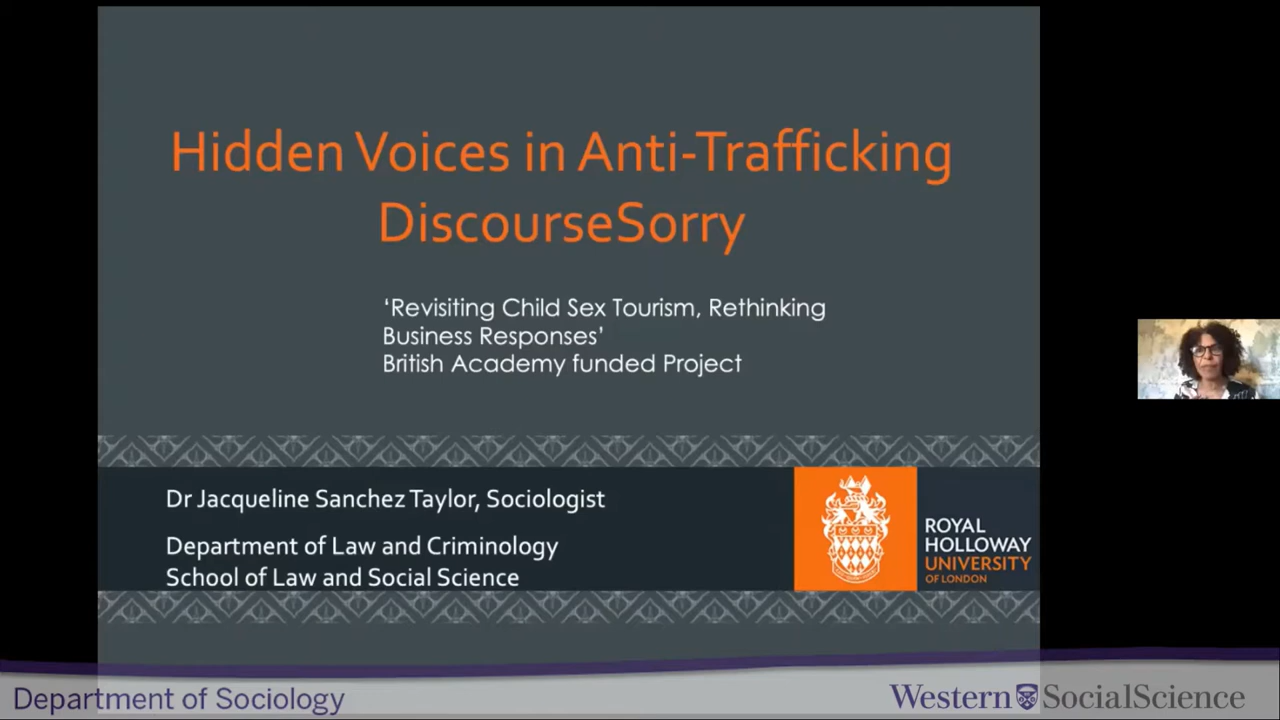 Hidden Voices in Anti-Trafficking
DiscourseSorry
‘Revisiting Child Sex Tourism, Rethinking
Business Responses’
British Academy funded Project
Dr Jacqueline Sanchez Taylor, Sociologist
Department of Law and Criminology
School of Law and Social Science
ROYAL
HOLLOWAY
UNIVERSITY
OF LONDON
Department of Sociology
Western SocialScience